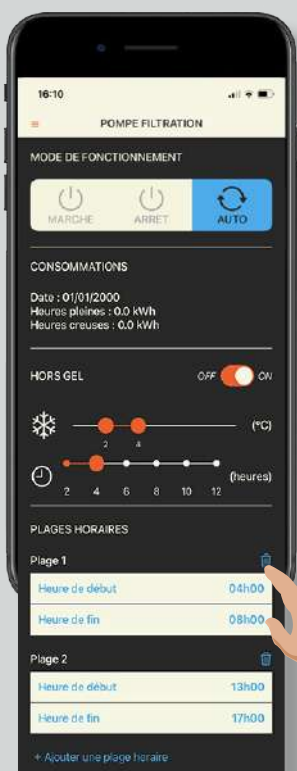 16:10
POMPE FILTRATION
MODE DE FONCTIONNEMENT
MARCHE ARRET AUTO
CONSOMMATIONS
Date : 01/01/2000
Heures pleines : 0.0 kWh
Heures creuses : 0.0 kWh
HORS GEL OFF ON
2 4 (°C)
2 4 6 8 10 12 (heures)
PLAGES HORAIRES
Plage 1
Heure de début 04h00
Heure de fin 08h00
Plage 2
Heure de début 13h00
Heure de fin 17h00
+ Ajouter une plage horaire